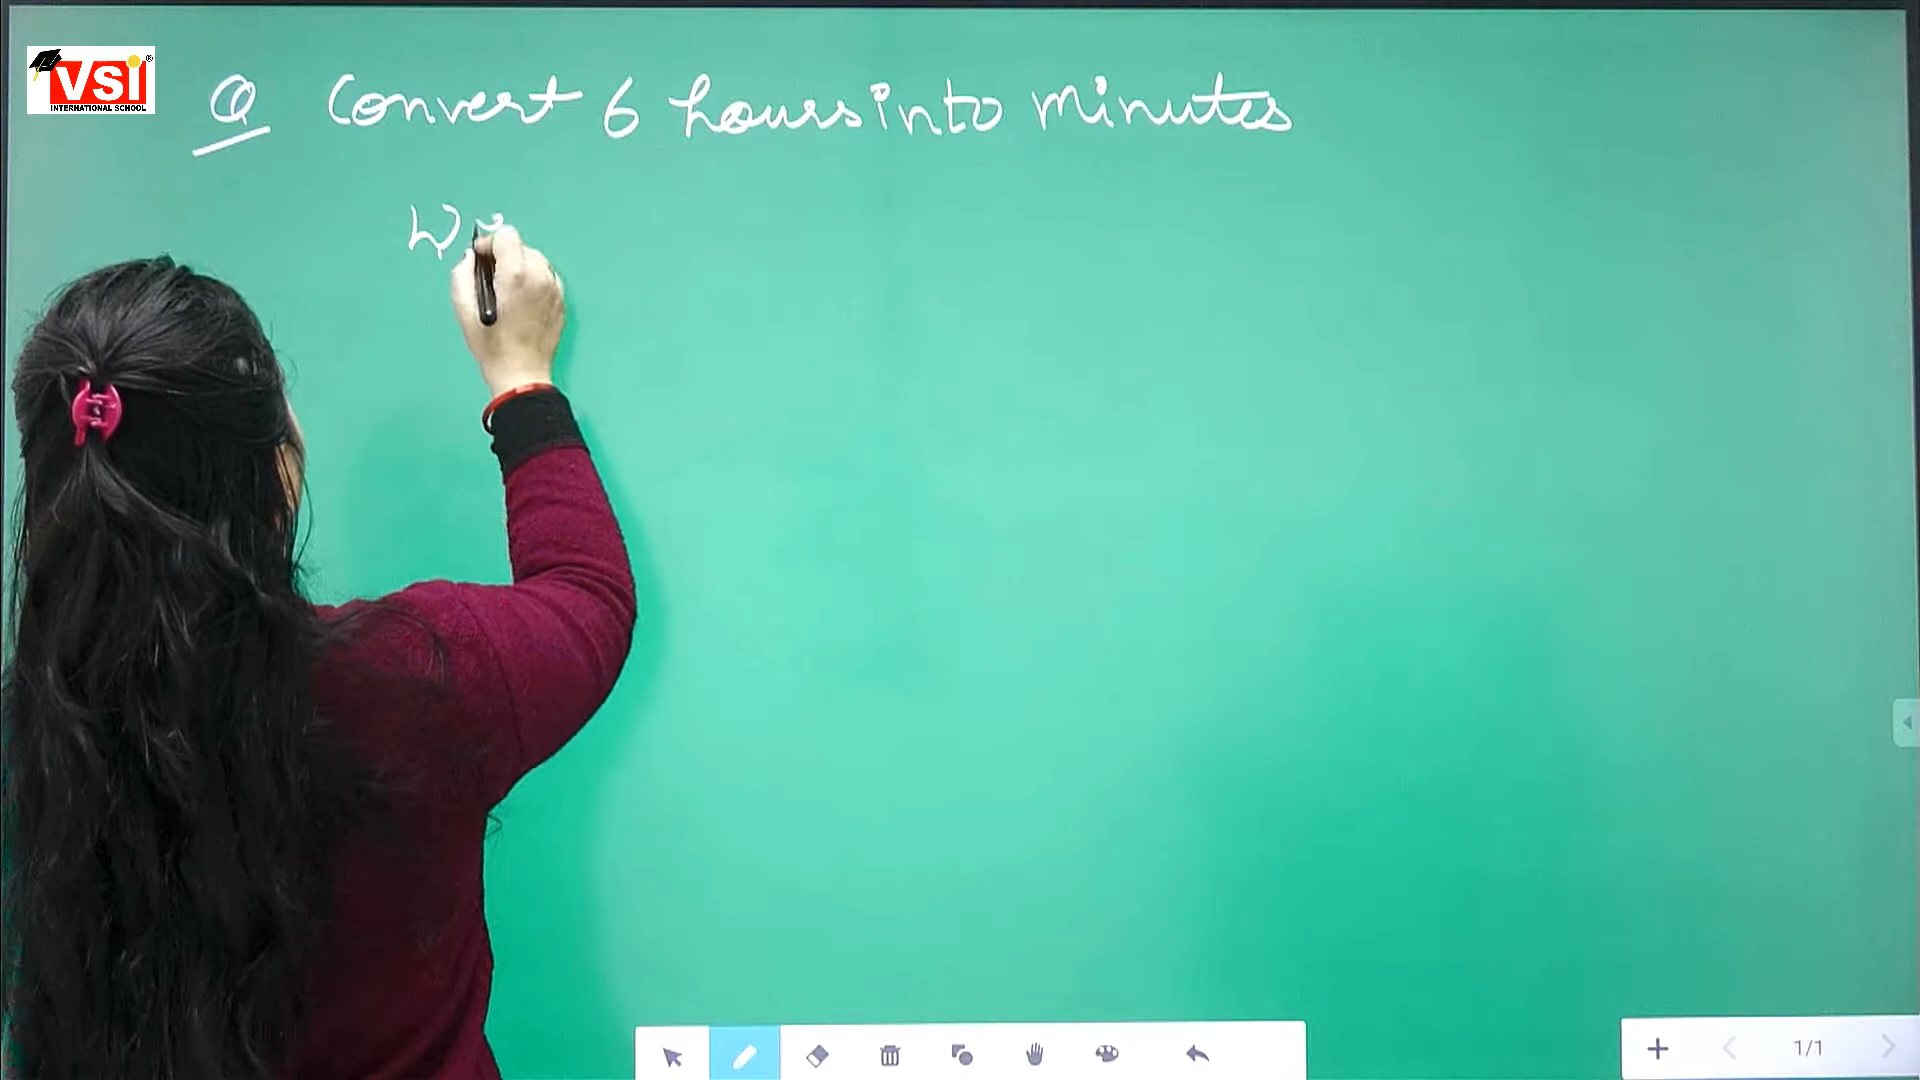 VSI
INTERNATIONAL SCHOOL
Q Convert 6 hours into minutes
1/1